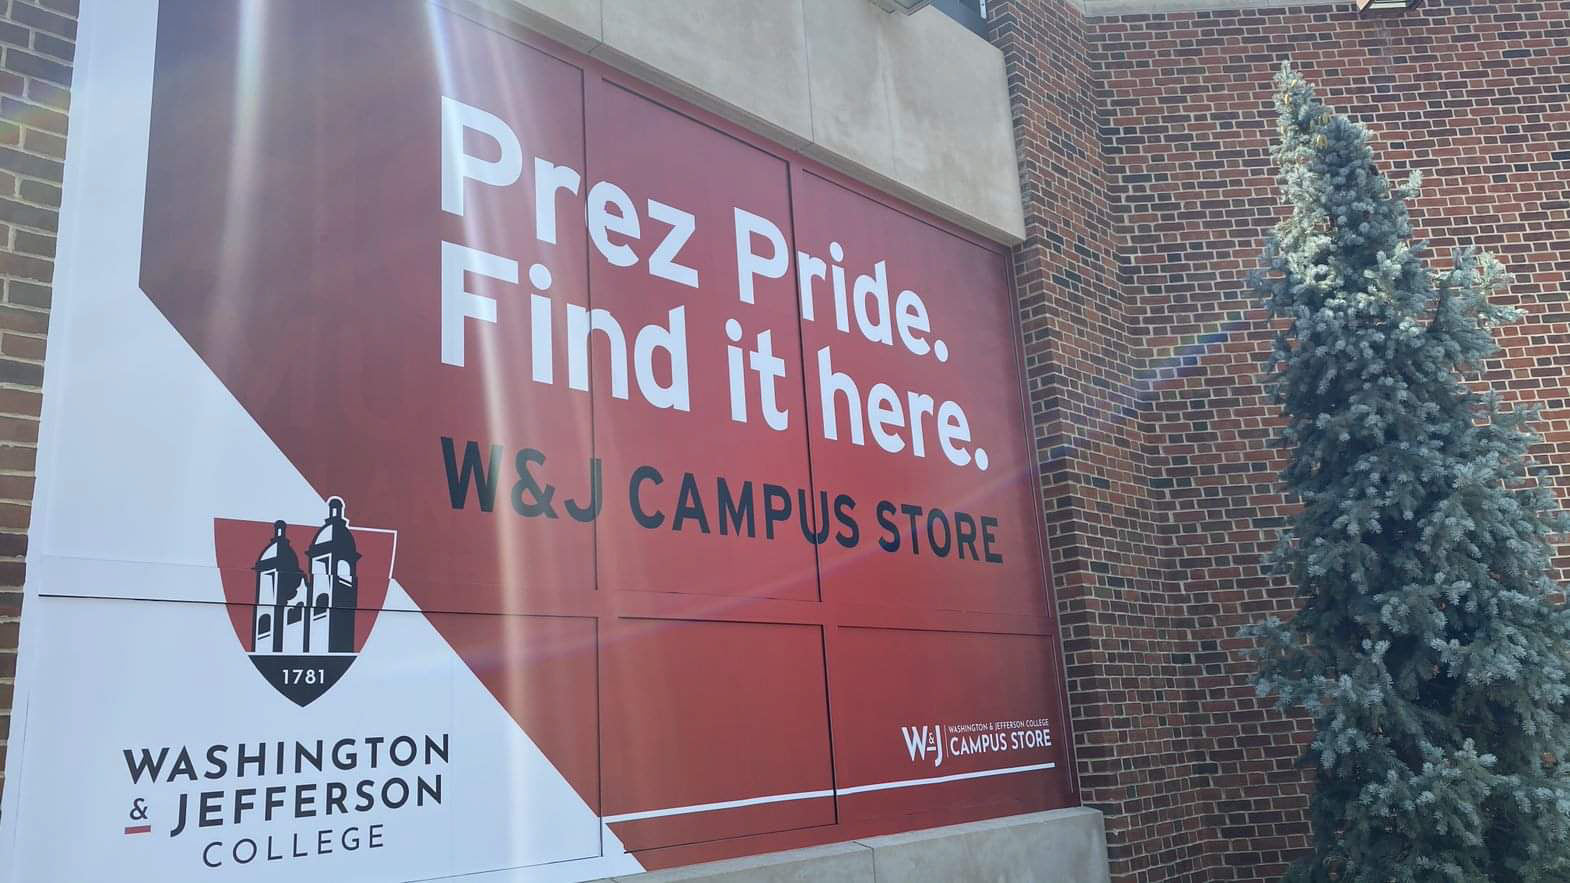 Prez Pride.
Find it here.
W&J CAMPUS STORE
1781
WASHINGTON
& JEFFERSON
COLLEGE
W&J WASHINGTON & JEFFERSON COLLEGE
CAMPUS STORE